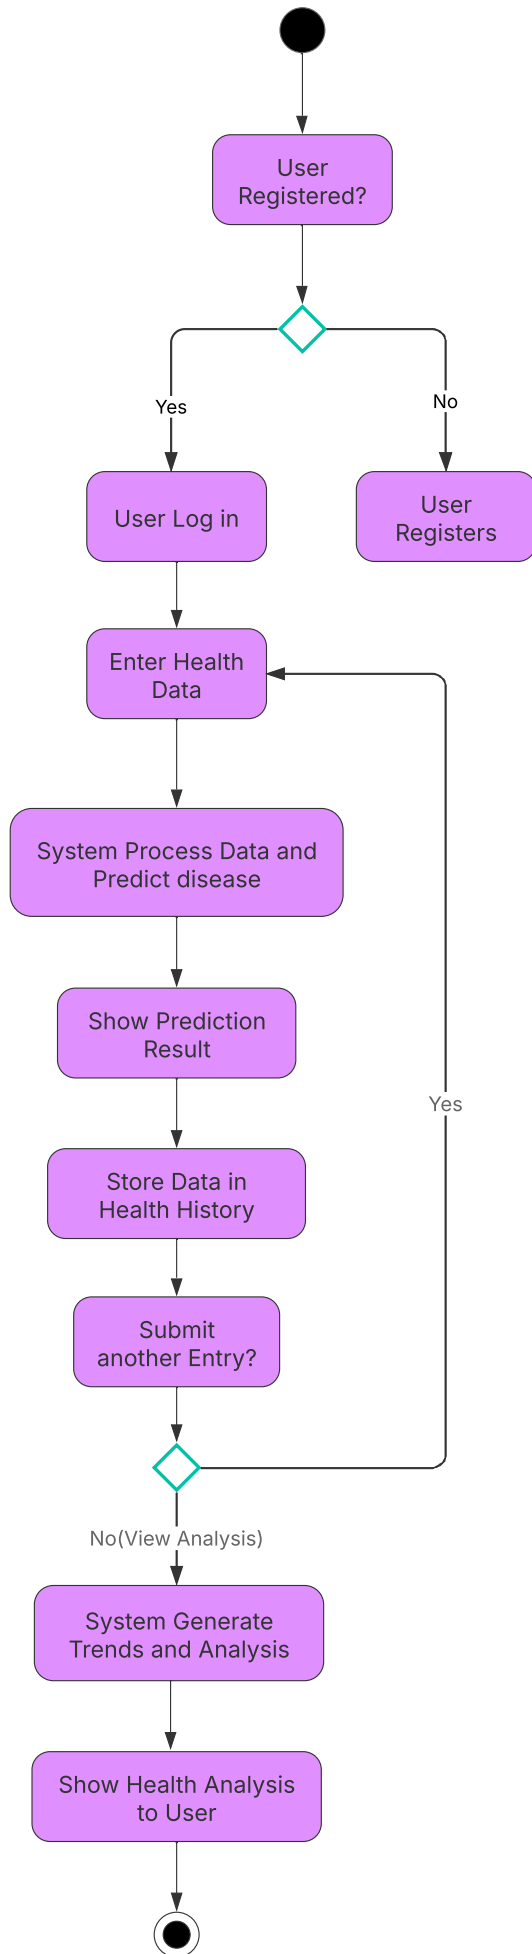 User
Registered?
Yes
No
User Log in
User
Registers
Enter Health
Data
System Process Data and
Predict disease
Show Prediction
Result
Yes
Store Data in
Health History
Submit
another Entry?
No(View Analysis)
System Generate
Trends and Analysis
Show Health Analysis
to User